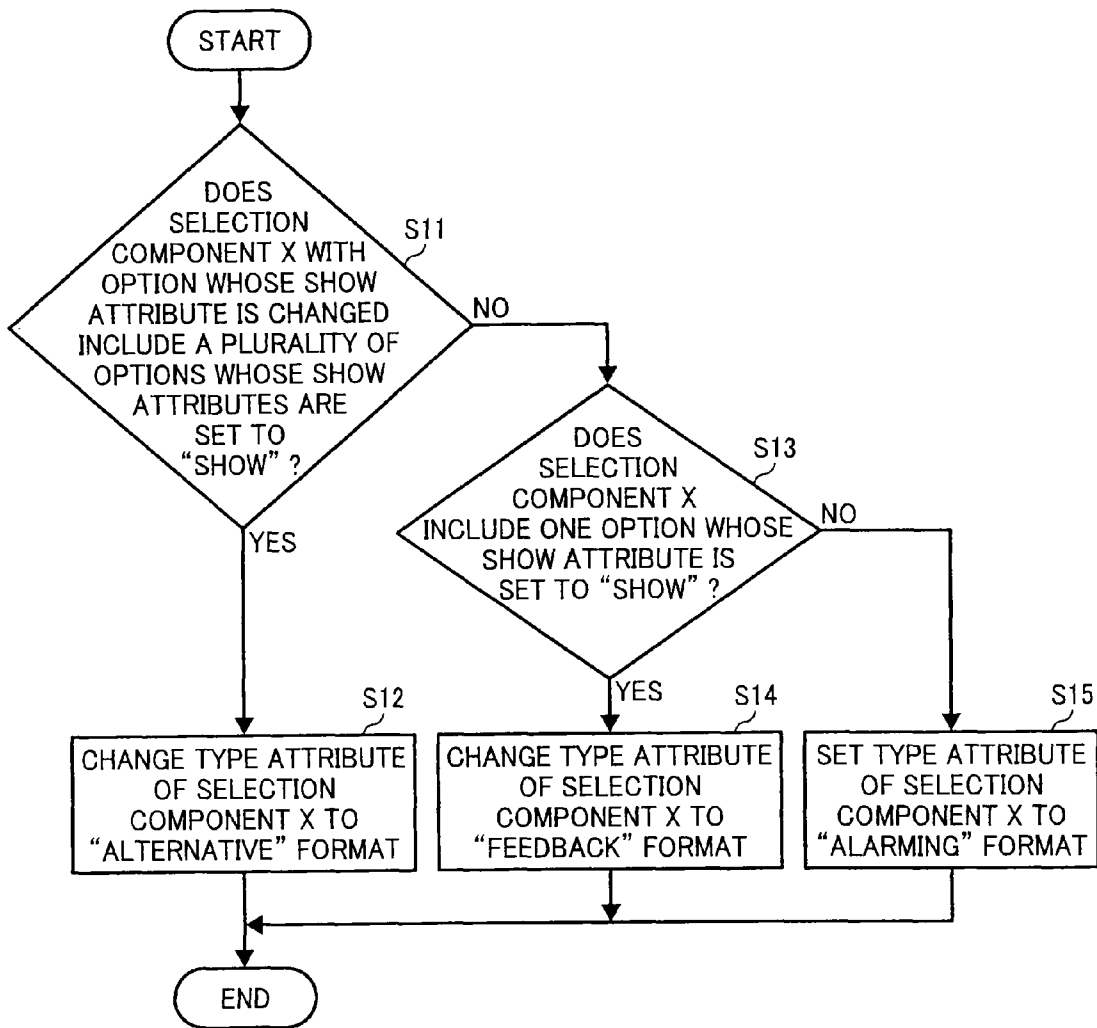 START
DOES
SELECTION
COMPONENT X WITH
OPTION WHOSE SHOW
ATTRIBUTE IS CHANGED
INCLUDE A PLURALITY OF
OPTIONS WHOSE SHOW
ATTRIBUTES ARE
SET TO
“SHOW” ?
S11
NO
YES
DOES
SELECTION
COMPONENT X
INCLUDE ONE OPTION WHOSE
SHOW ATTRIBUTE IS
SET TO “SHOW” ?
S13
NO
YES
S12
CHANGE TYPE ATTRIBUTE
OF SELECTION
COMPONENT X TO
“ALTERNATIVE” FORMAT
S14
CHANGE TYPE ATTRIBUTE
OF SELECTION
COMPONENT X TO
“FEEDBACK” FORMAT
S15
SET TYPE ATTRIBUTE
OF SELECTION
COMPONENT X TO
“ALARMING” FORMAT
END